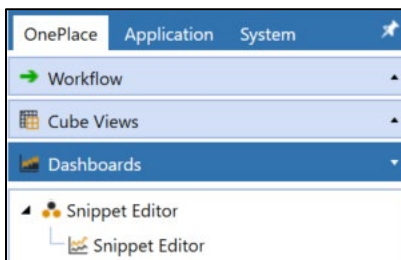 OnePlace Application System
Workflow
Cube Views
Dashboards
Snippet Editor
Snippet Editor